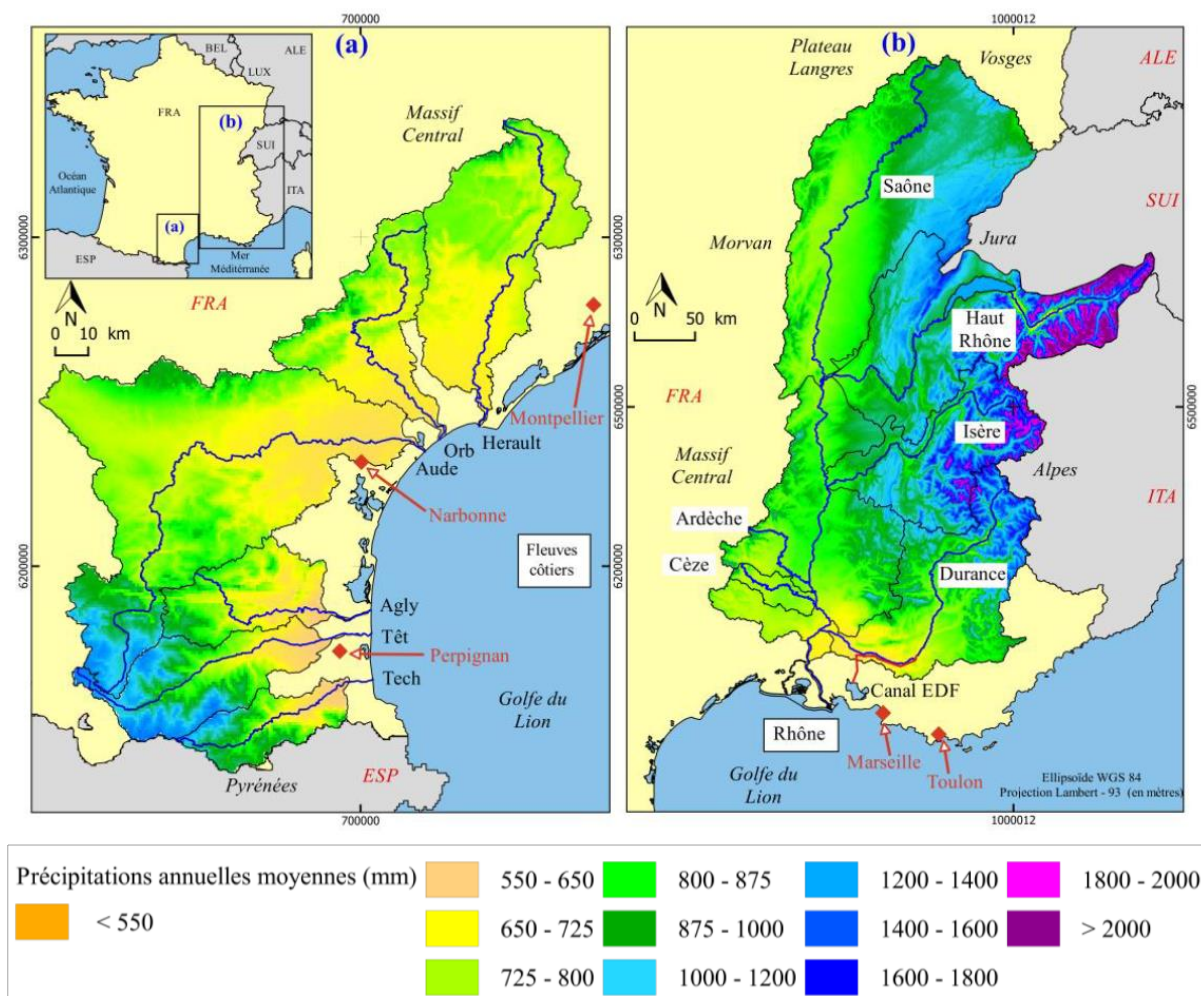 700000
1000012
(a)
BEL
ALE
LUX
FRA
(b)
SUI
Océan
Atlantique
ITA
(a)
ESP
Mer
Méditérranée
Massif
Central
6300000
6300000
N
0 10 km
FRA
Montpellier
Herault
Orb
Aude
Narbonne
Fleuves
côtiers
6200000
6200000
Agly
Têt
Perpignan
Tech
Golfe du
Lion
ESP
Pyrénées
700000
Plateau
Langres
(b)
Vosges
ALE
Saône
SUI
Morvan
Jura
N
0 50 km
Haut
Rhône
FRA
6500000
6500000
Isère
Massif
Central
Alpes
ITA
Ardèche
Cèze
Durance
Canal EDF
Rhône
Marseille
Toulon
Golfe du
Lion
Ellipsoïde WGS 84
Projection Lambert - 93 (en mètres)
1000012
Précipitations annuelles moyennes (mm)
< 550
550 - 650
650 - 725
725 - 800
800 - 875
875 - 1000
1000 - 1200
1200 - 1400
1400 - 1600
1600 - 1800
1800 - 2000
> 2000